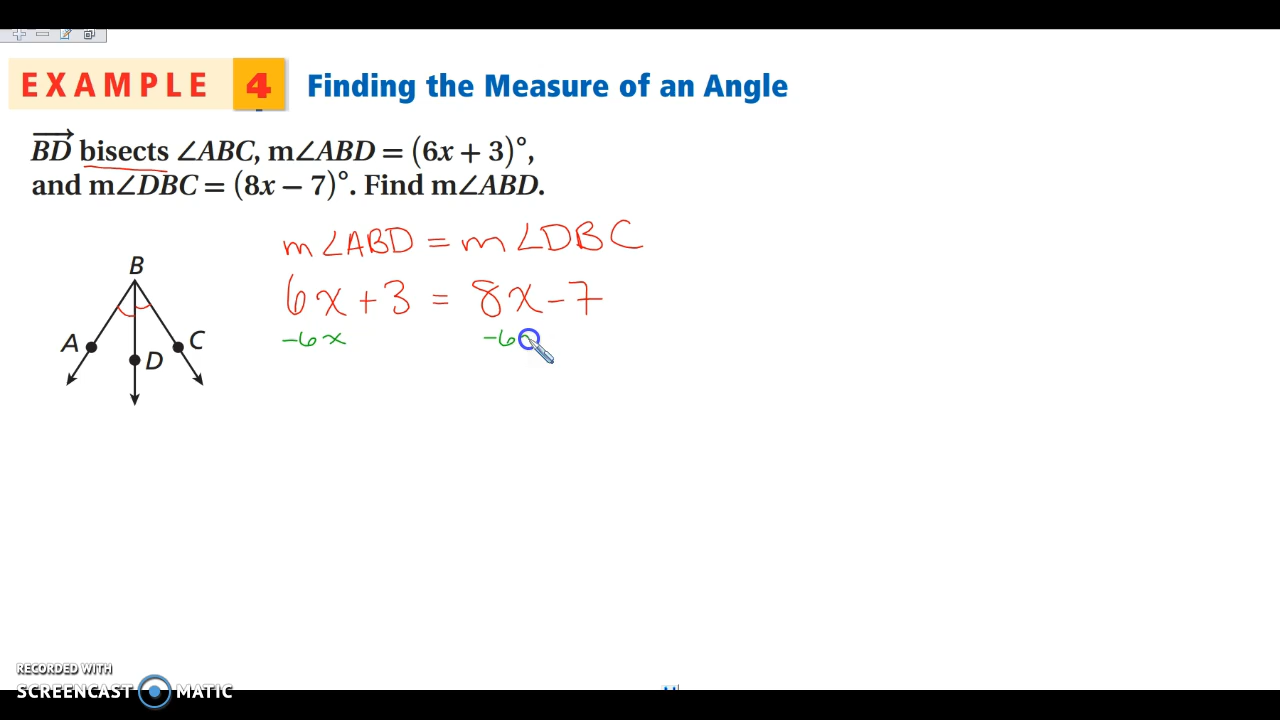 EXAMPLE 4 Finding the Measure of an Angle
BD bisects ∠ABC, m∠ABD = (6x + 3)°,
and m∠DBC = (8x − 7)°. Find m∠ABD.
m∠ABD = m∠DBC
6x + 3 = 8x − 7
−6x −6x
B
A
C
D
RECORDED WITH
SCREENCAST MATIC